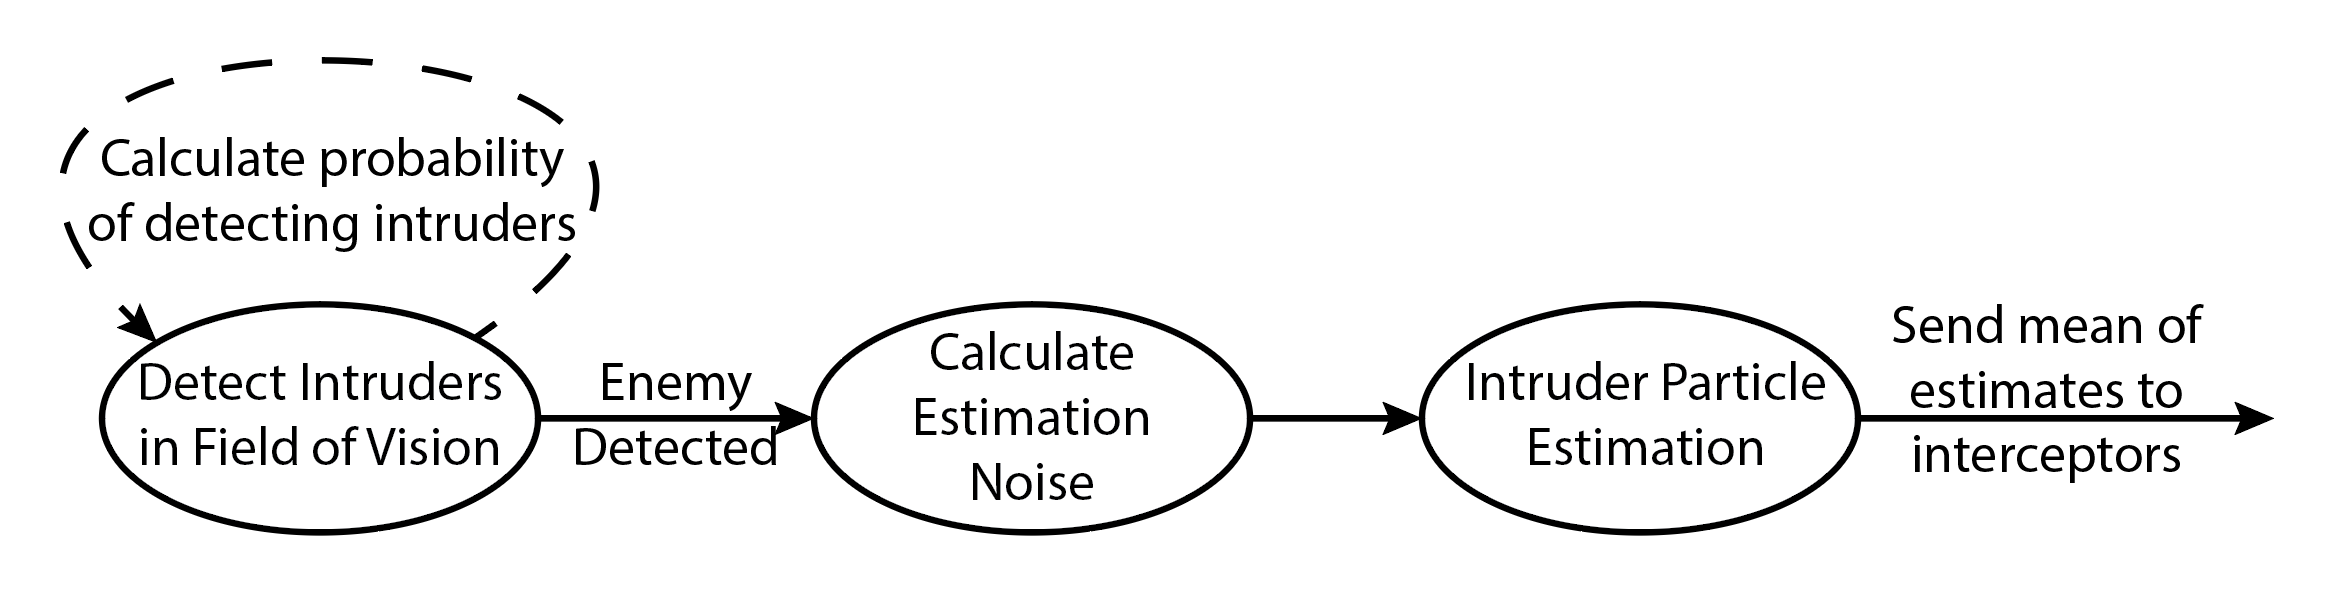 Calculate probability
of detecting intruders
Detect Intruders
in Field of Vision
Enemy
Detected
Calculate
Estimation
Noise
Intruder Particle
Estimation
Send mean of
estimates to
interceptors